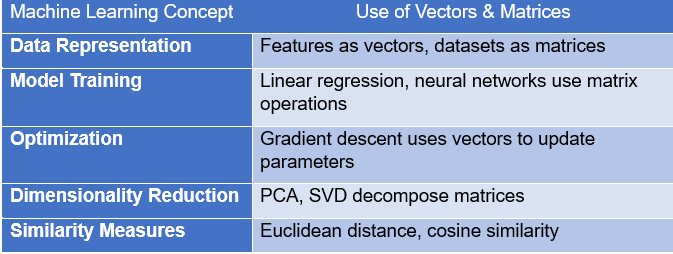 Machine Learning Concept Use of Vectors & Matrices
Data Representation Features as vectors, datasets as matrices
Model Training Linear regression, neural networks use matrix
operations
Optimization Gradient descent uses vectors to update
parameters
Dimensionality Reduction PCA, SVD decompose matrices
Similarity Measures Euclidean distance, cosine similarity